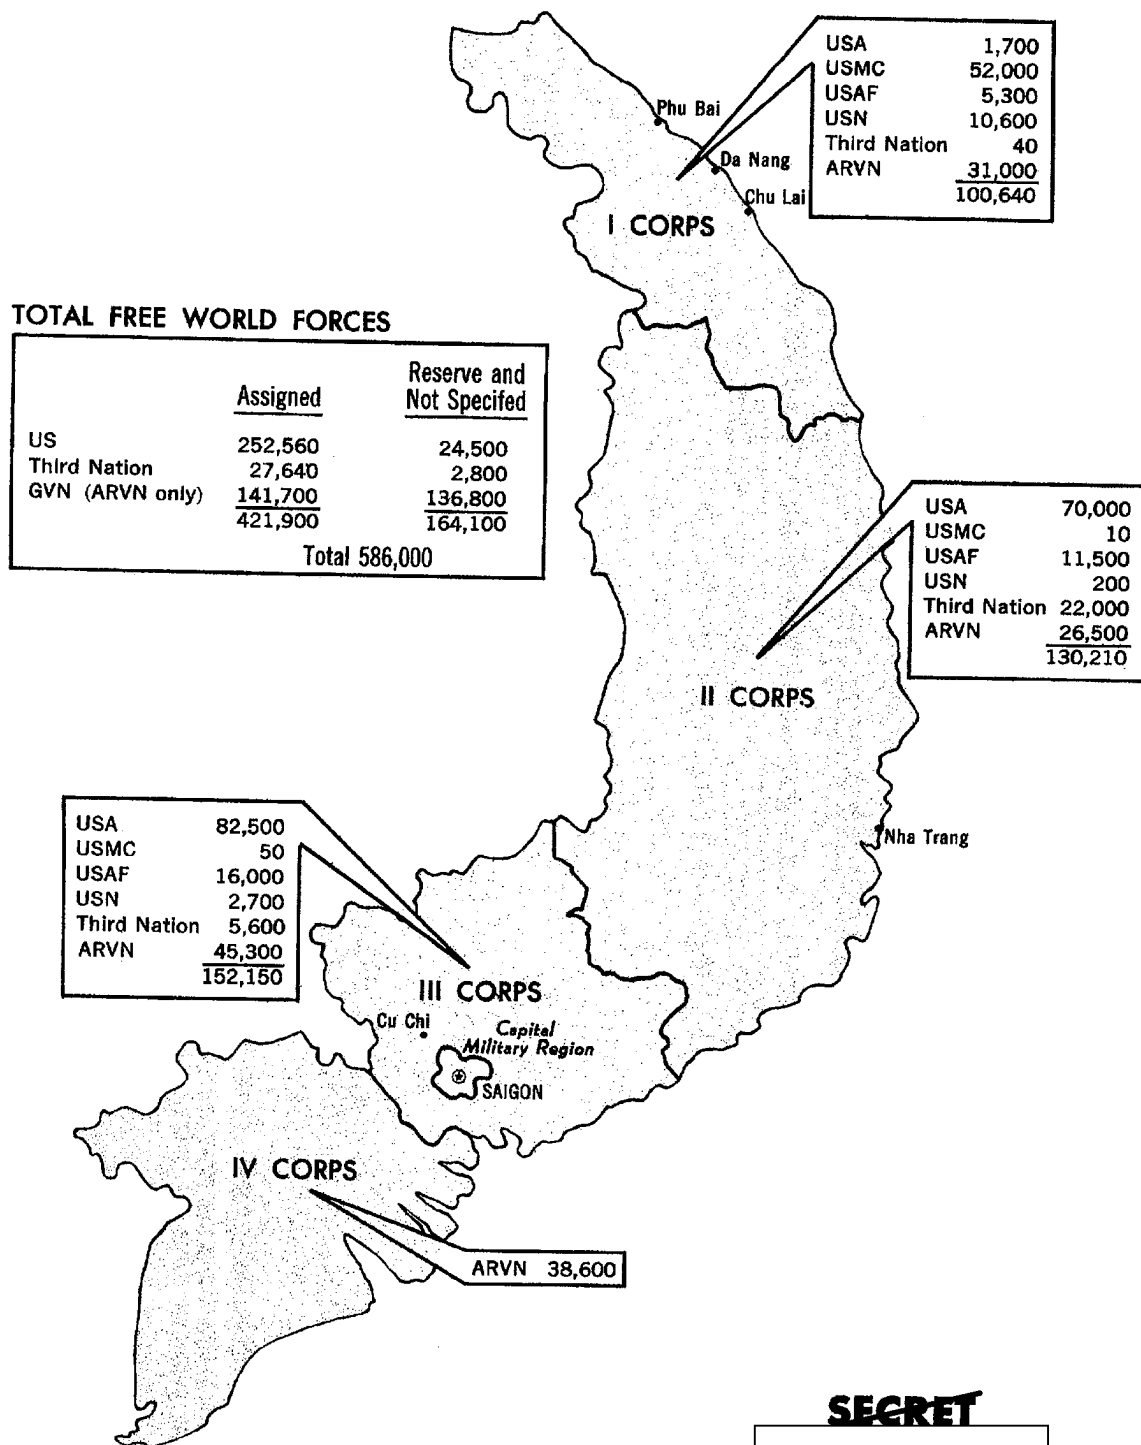 USA 1,700
USMC 52,000
USAF 5,300
USN 10,600
Third Nation 40
ARVN 31,000
100,640
Phu Bai
Da Nang
Chu Lai
I CORPS
TOTAL FREE WORLD FORCES
Assigned Reserve and
Not Specifed
US 252,560 24,500
Third Nation 27,640 2,800
GVN (ARVN only) 141,700 136,800
421,900 164,100
Total 586,000
USA 70,000
USMC 10
USAF 11,500
USN 200
Third Nation 22,000
ARVN 26,500
130,210
II CORPS
Nha Trang
USA 82,500
USMC 50
USAF 16,000
USN 2,700
Third Nation 5,600
ARVN 45,300
152,150
III CORPS
Cu Chi
Capital
Military Region
SAIGON
IV CORPS
ARVN 38,600
SECRET